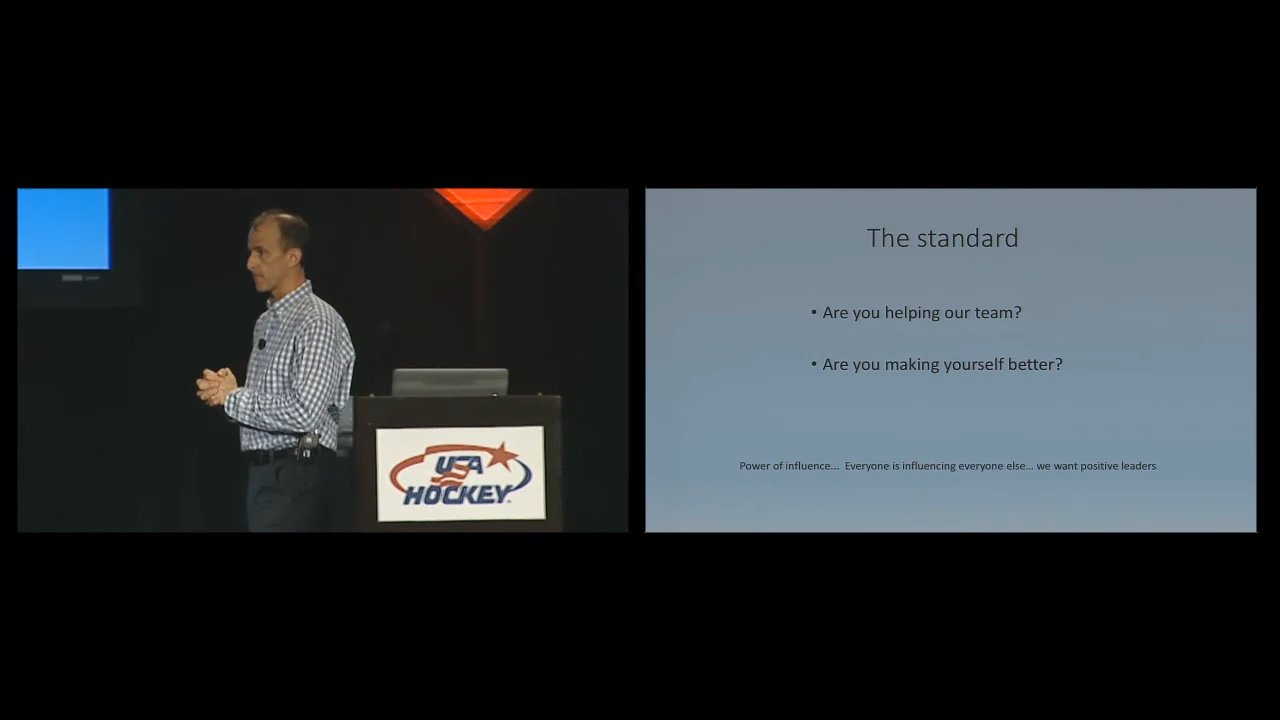 USA
HOCKEY
The standard
• Are you helping our team?
• Are you making yourself better?
Power of influence... Everyone is influencing everyone else... we want positive leaders